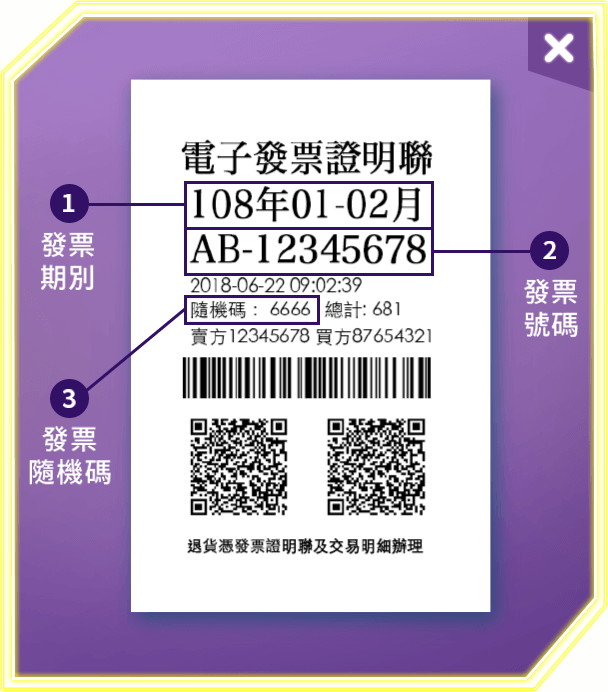 電子發票證明聯
1
108年01-02月
發票
期別
AB-12345678
2
發票
號碼
2018-06-22 09:02:39
隨機碼： 6666 總計: 681
3
發票
隨機碼
賣方12345678 買方87654321
退貨憑發票證明聯及交易明細辦理